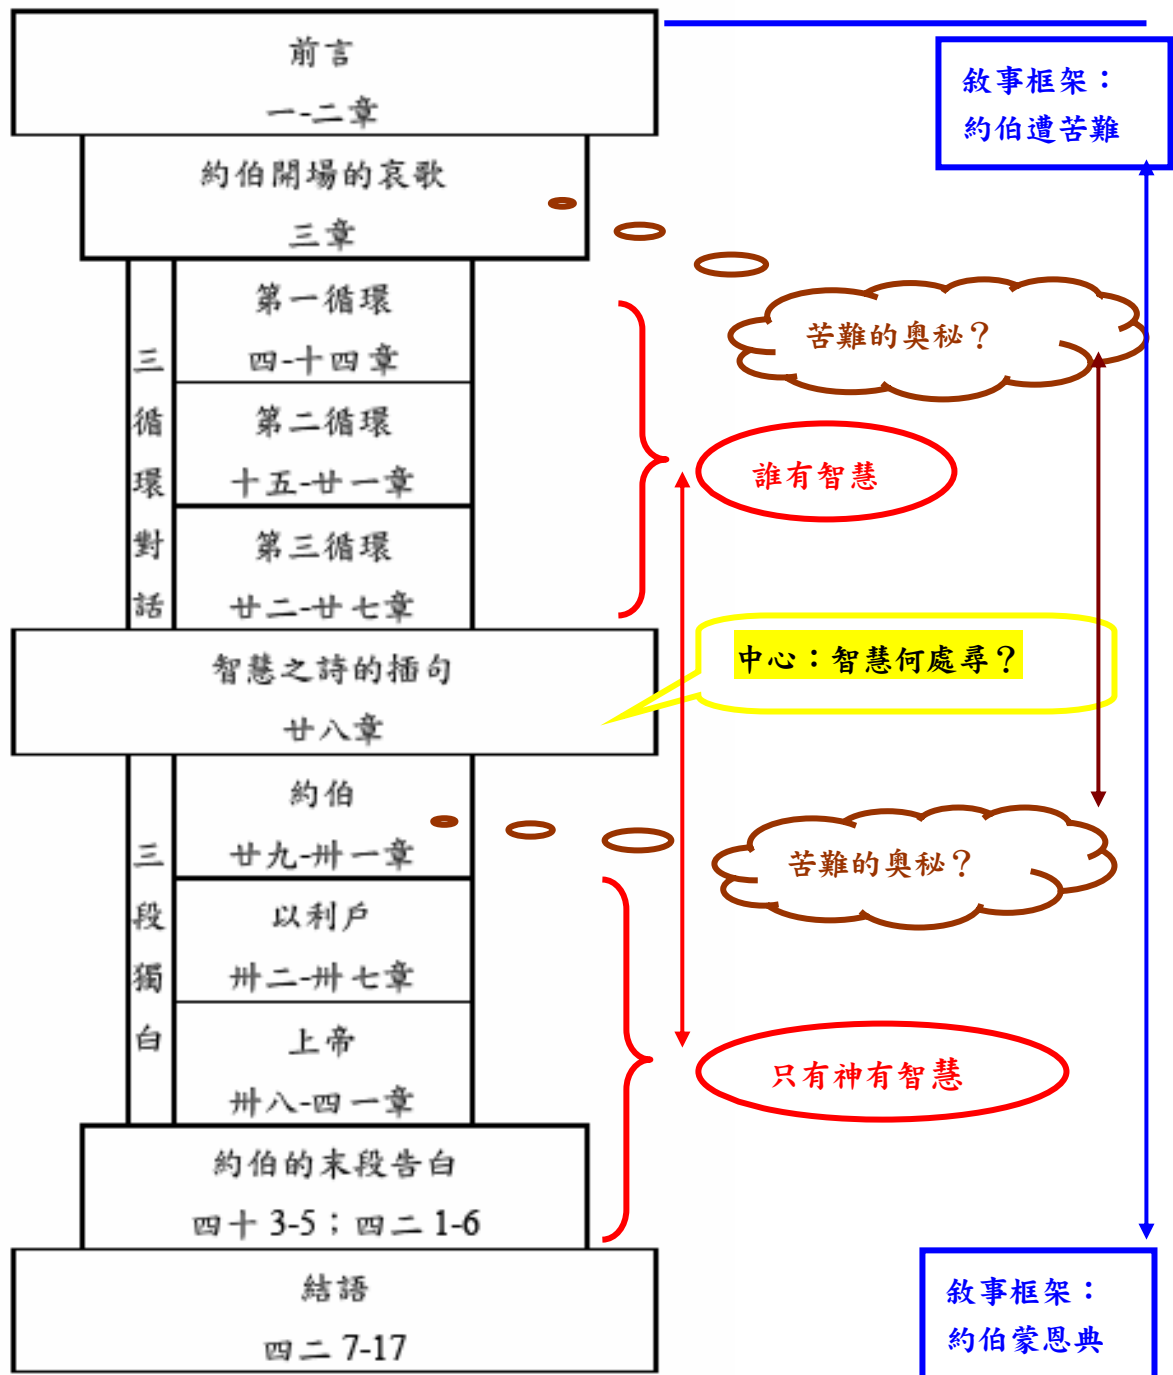 前言
一-二章
敘事框架：
約伯遭苦難
約伯開場的哀歌
三章
三循環對話
第一循環
四-十四章
苦難的奧秘？
第二循環
十五-廿一章
誰有智慧
第三循環
廿二-廿七章
智慧之詩的插句
廿八章
中心：智慧何處尋？
三段獨白
約伯
廿九-卅一章
苦難的奧秘？
以利戶
卅二-卅七章
上帝
卅八-四一章
只有神有智慧
約伯的末段告白
四十 3-5；四二 1-6
結語
四二 7-17
敘事框架：
約伯蒙恩典